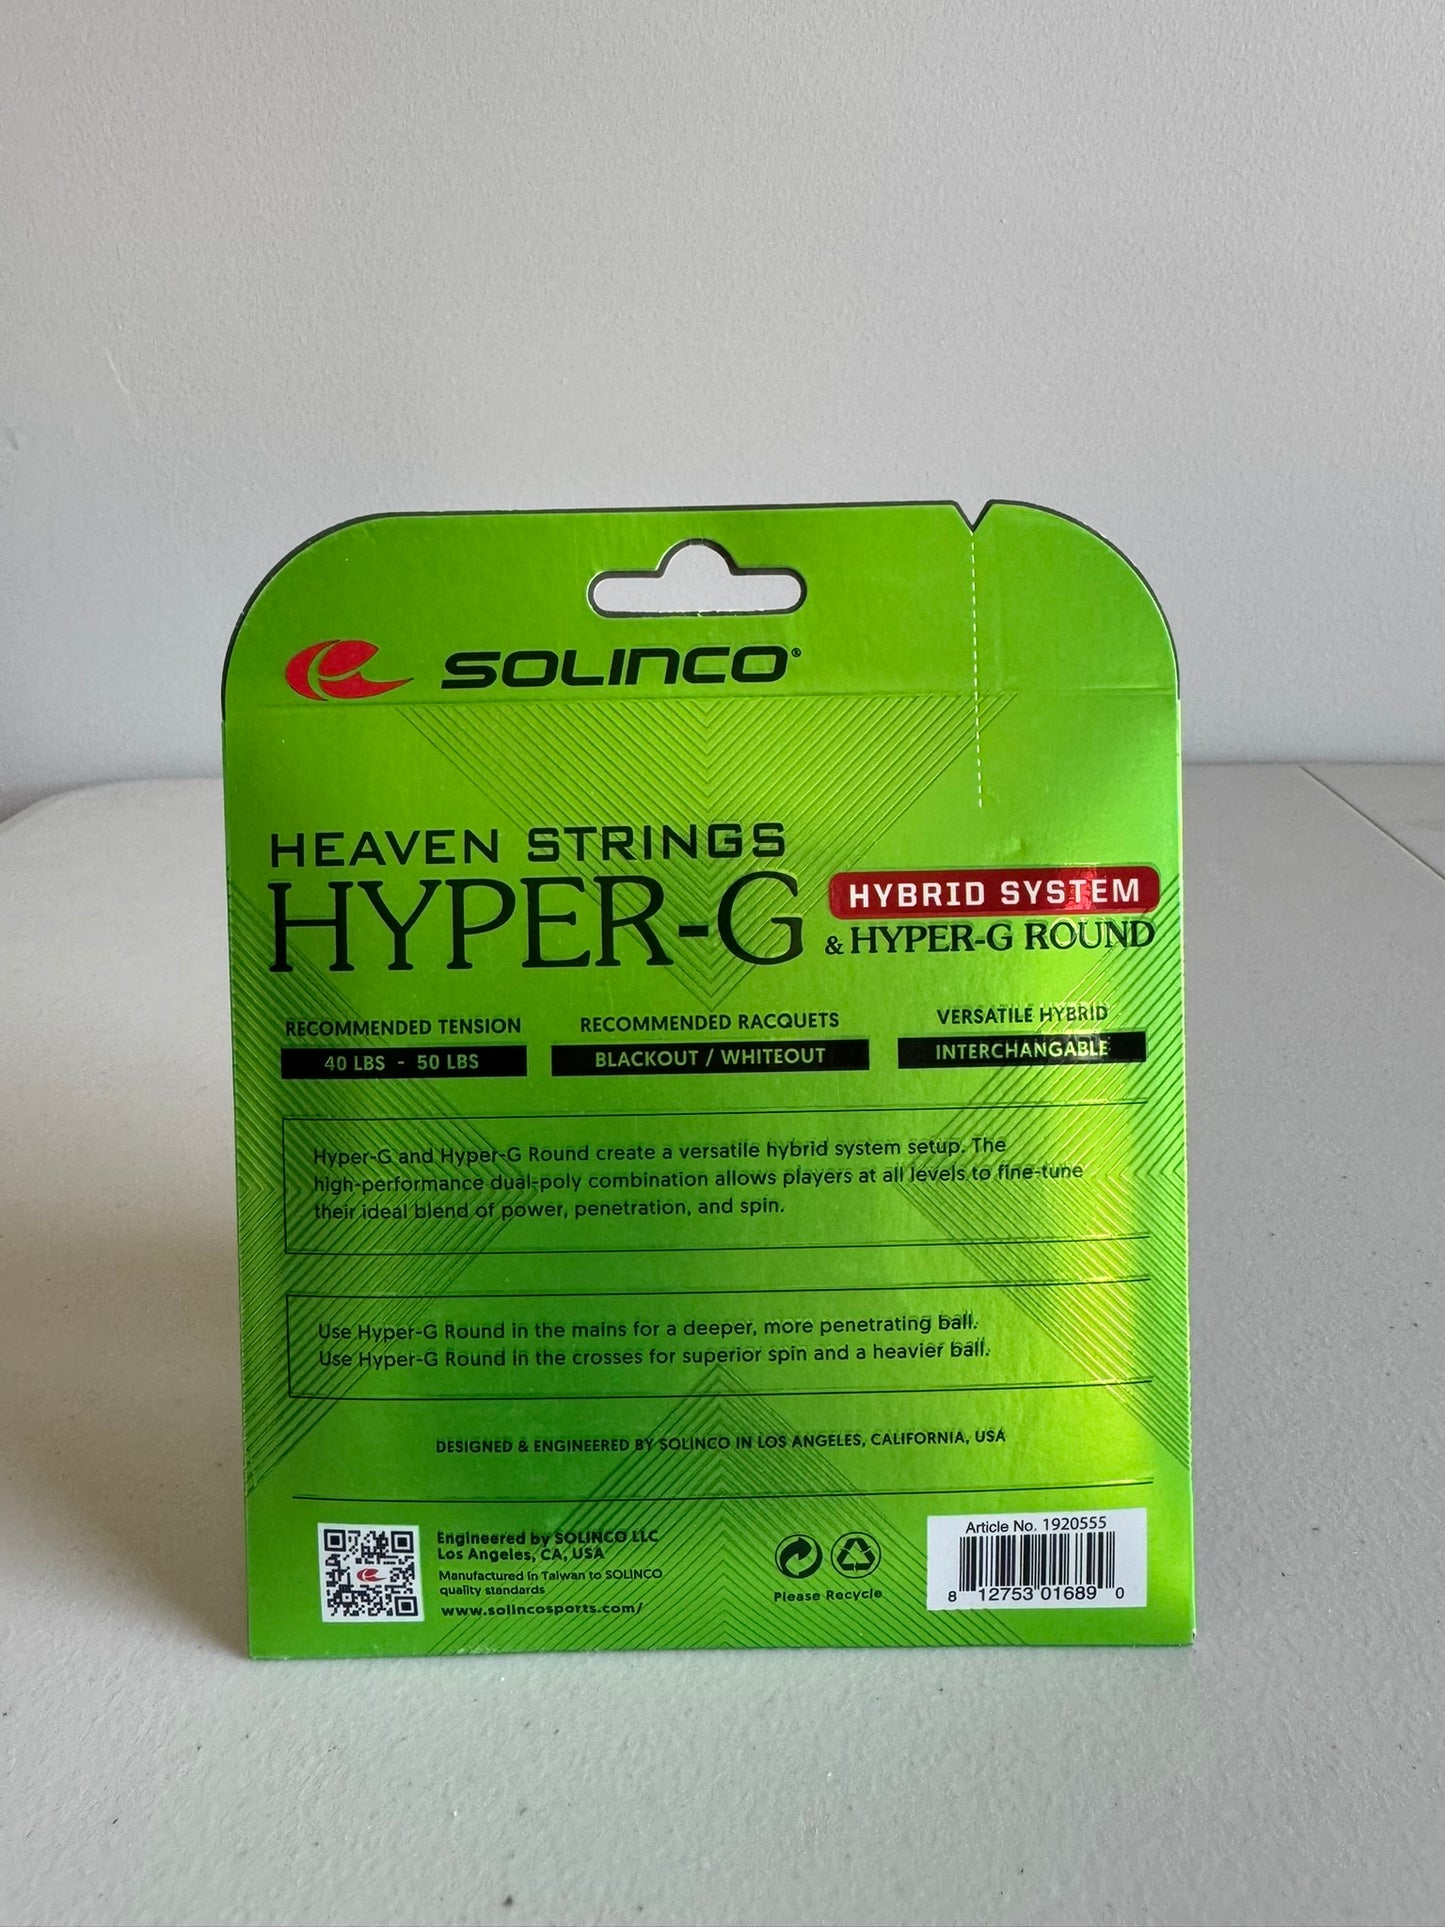 SOLINCO®
HEAVEN STRINGS
HYPER-G
HYBRID SYSTEM
& HYPER-G ROUND
RECOMMENDED TENSION
40 LBS - 50 LBS
RECOMMENDED RACQUETS
BLACKOUT / WHITEOUT
VERSATILE HYBRID
INTERCHANGABLE
Hyper-G and Hyper-G Round create a versatile hybrid system setup. The
high-performance dual-poly combination allows players at all levels to fine-tune
their ideal blend of power, penetration, and spin.
Use Hyper-G Round in the mains for a deeper, more penetrating ball.
Use Hyper-G Round in the crosses for superior spin and a heavier ball.
DESIGNED & ENGINEERED BY SOLINCO IN LOS ANGELES, CALIFORNIA, USA
Engineered by SOLINCO LLC
Los Angeles, CA, USA
Manufactured in Taiwan to SOLINCO
quality standards
www.solincosports.com/
Please Recycle
Article No. 1920555
8 12753 01689 0